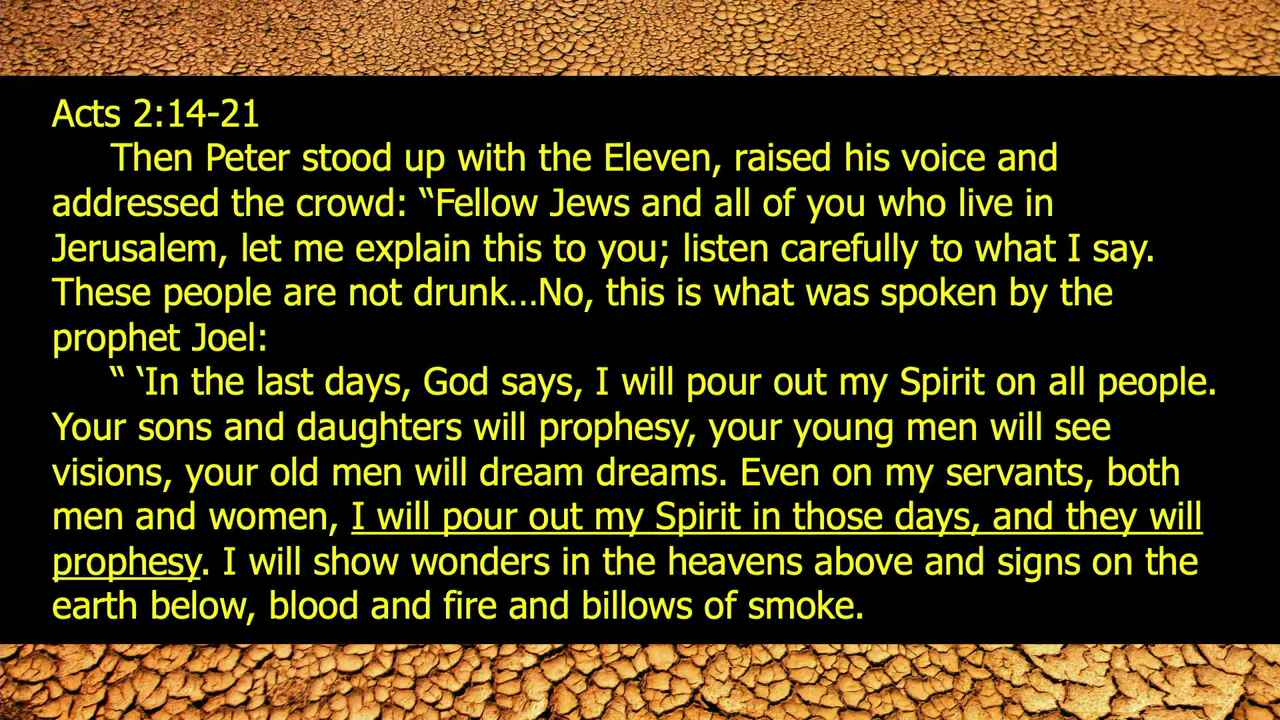 Acts 2:14-21
Then Peter stood up with the Eleven, raised his voice and
addressed the crowd: “Fellow Jews and all of you who live in
Jerusalem, let me explain this to you; listen carefully to what I say.
These people are not drunk…No, this is what was spoken by the
prophet Joel:
“ ‘In the last days, God says, I will pour out my Spirit on all people.
Your sons and daughters will prophesy, your young men will see
visions, your old men will dream dreams. Even on my servants, both
men and women, I will pour out my Spirit in those days, and they will
prophesy. I will show wonders in the heavens above and signs on the
earth below, blood and fire and billows of smoke.